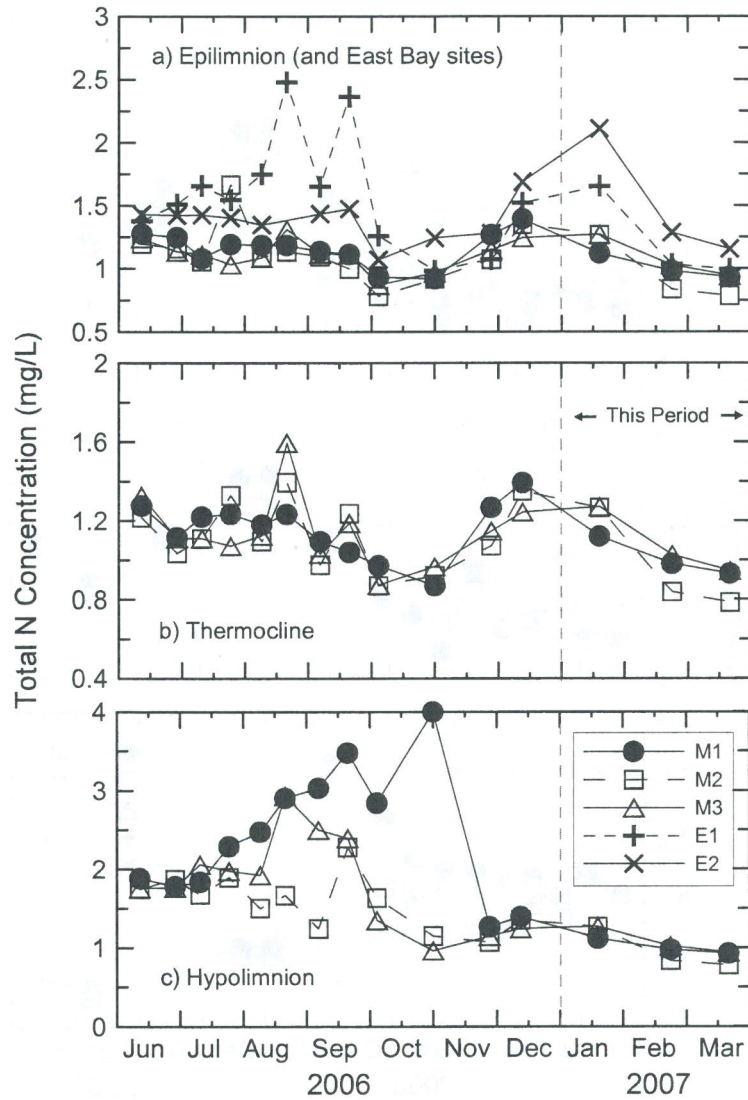 Total N Concentration (mg/L)
3
2.5
2
1.5
1
0.5
a) Epilimnion (and East Bay sites)
2
1.6
1.2
0.8
0.4
This Period
b) Thermocline
4
3
2
1
0
M1
M2
M3
E1
E2
c) Hypolimnion
Jun Jul Aug Sep Oct Nov Dec Jan Feb Mar
2006 2007